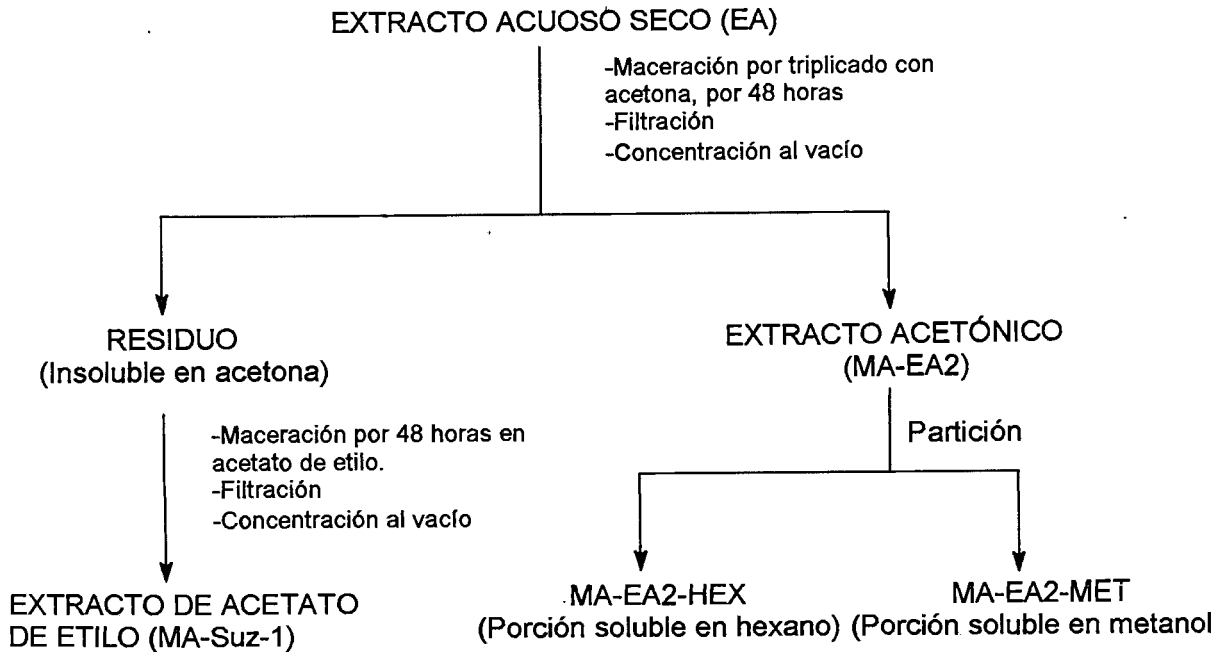 EXTRACTO ACUOSO SECO (EA)
-Maceración por triplicado con
acetona, por 48 horas
-Filtración
-Concentración al vacío
RESIDUO
(Insoluble en acetona)
EXTRACTO ACETÓNICO
(MA-EA2)
-Maceración por 48 horas en
acetato de etilo.
-Filtración
-Concentración al vacío
Partición
EXTRACTO DE ACETATO
DE ETILO (MA-Suz-1)
MA-EA2-HEX
(Porción soluble en hexano)
MA-EA2-MET
(Porción soluble en metanol